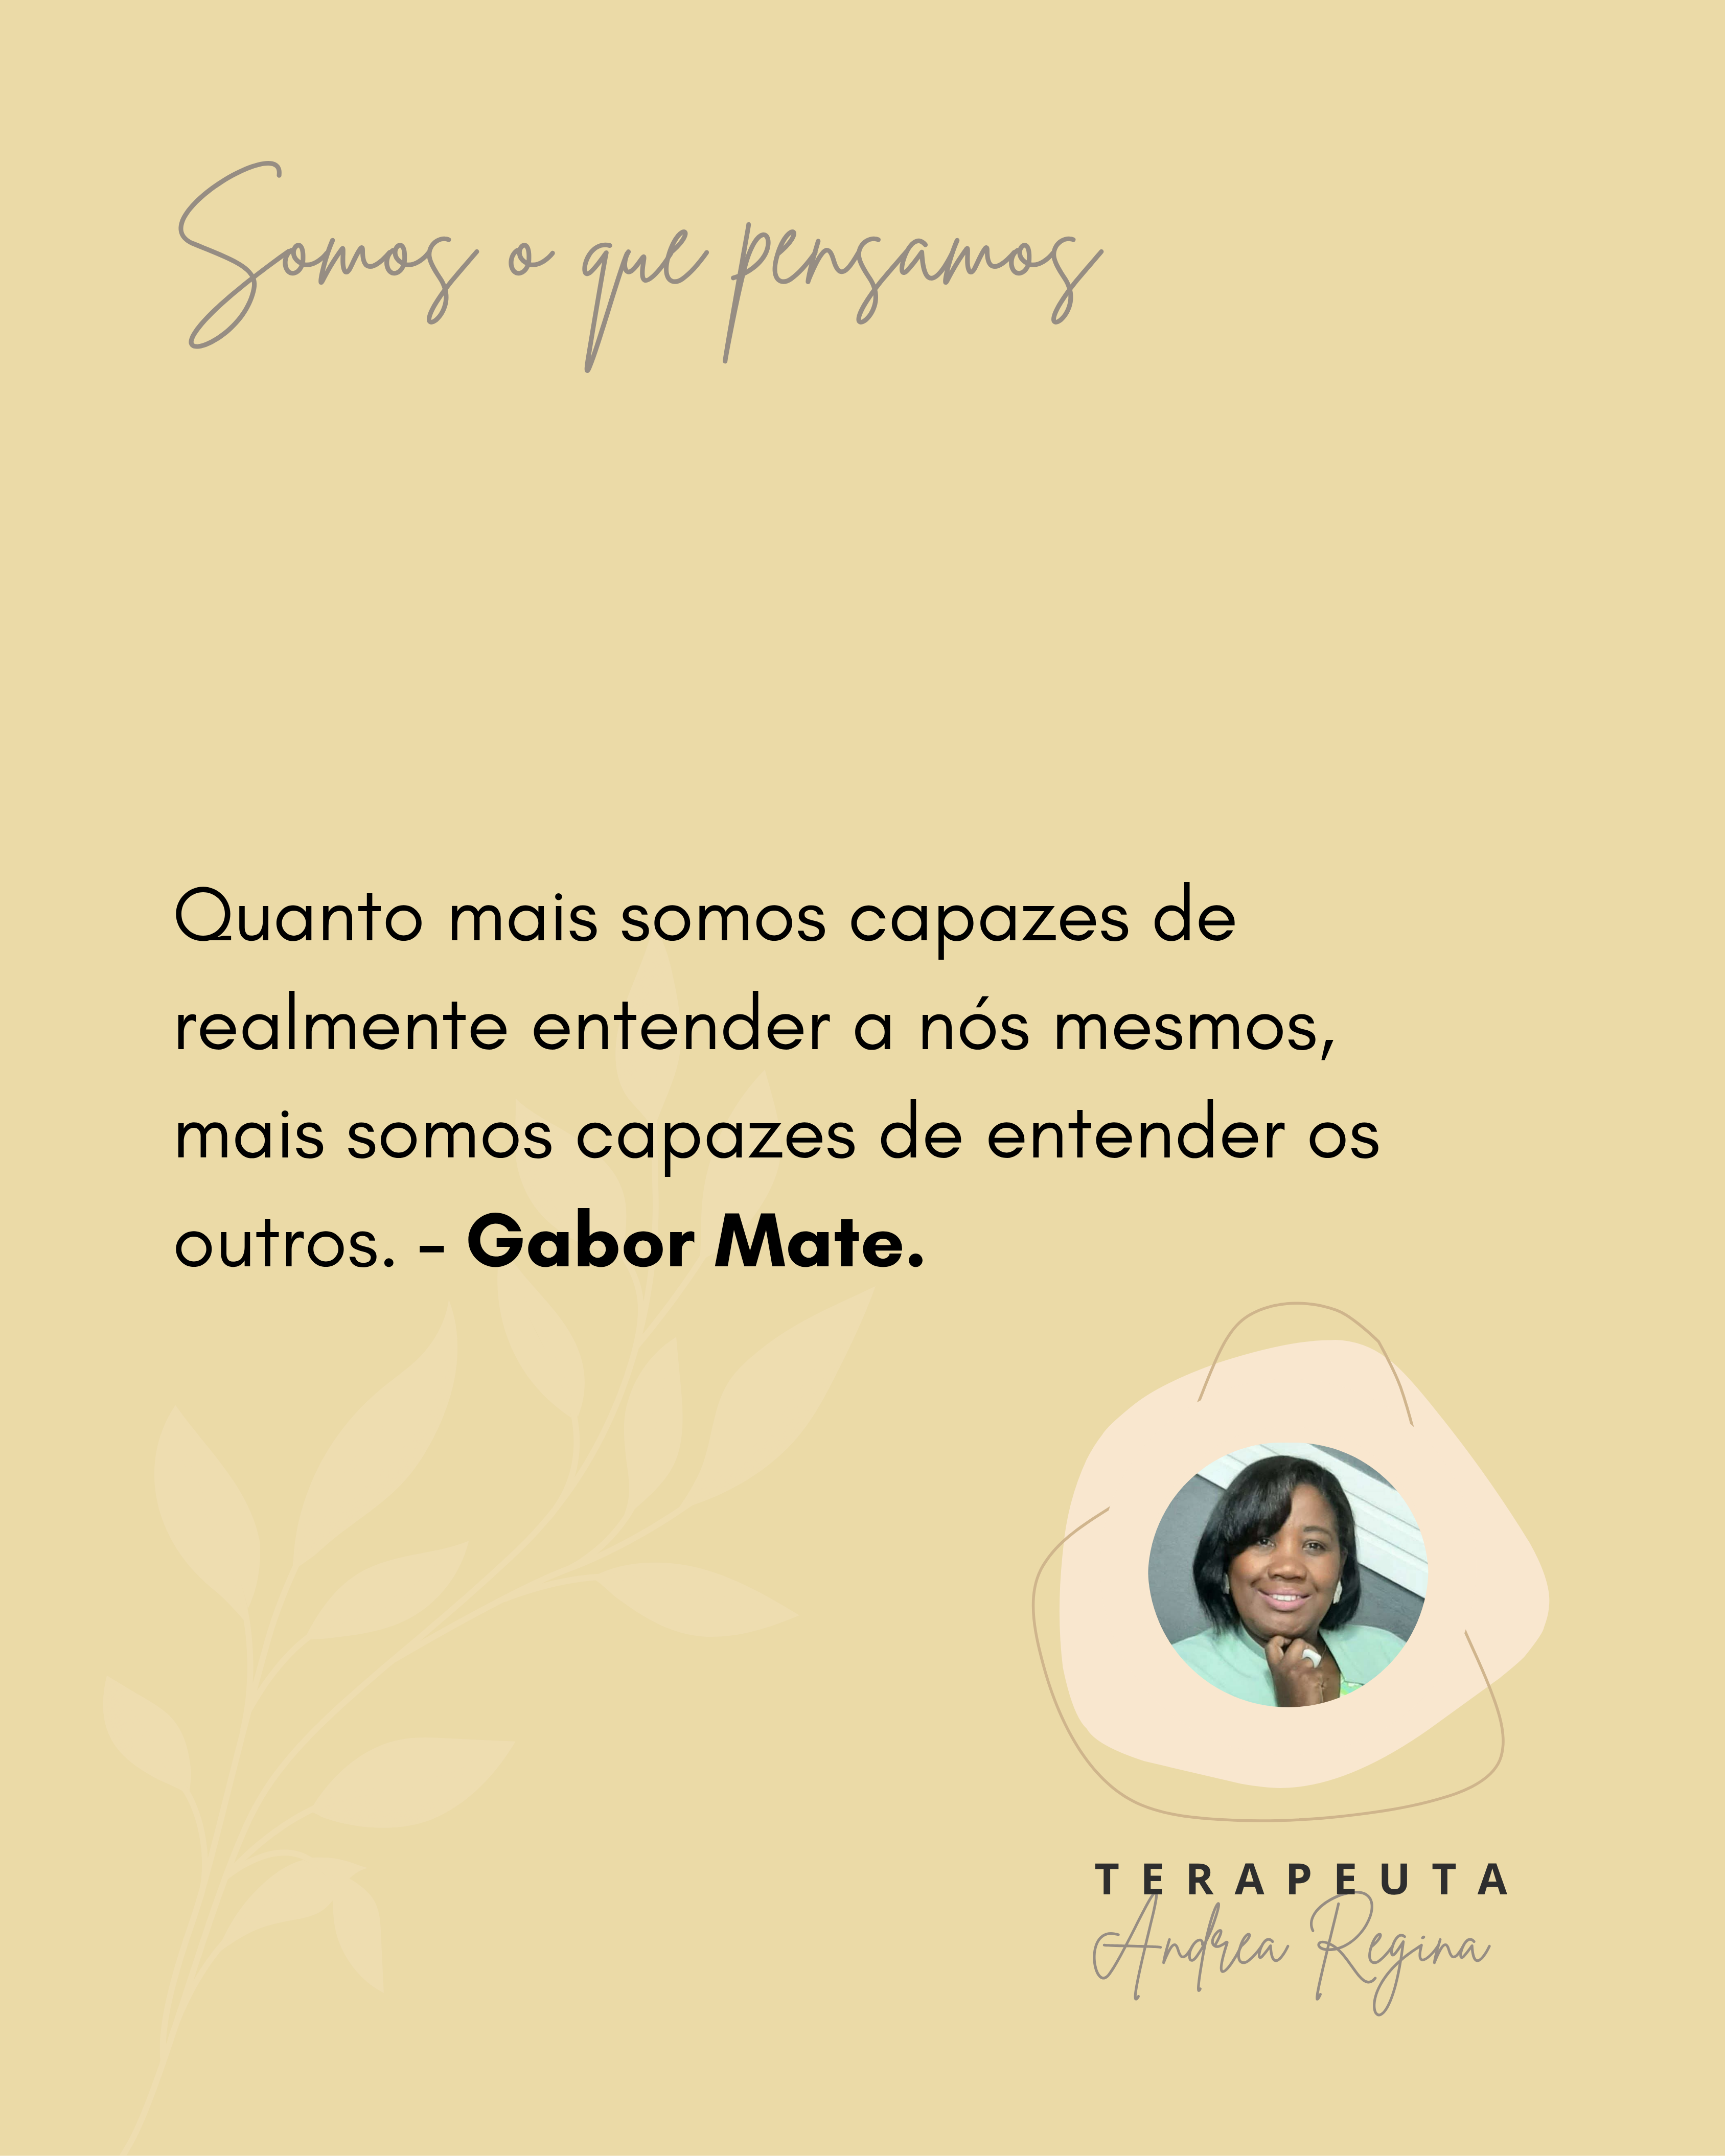 Somos o que pensamos
Quanto mais somos capazes de
realmente entender a nós mesmos,
mais somos capazes de entender os
outros. - Gabor Mate.
TERAPEUTA
Andrea Regina